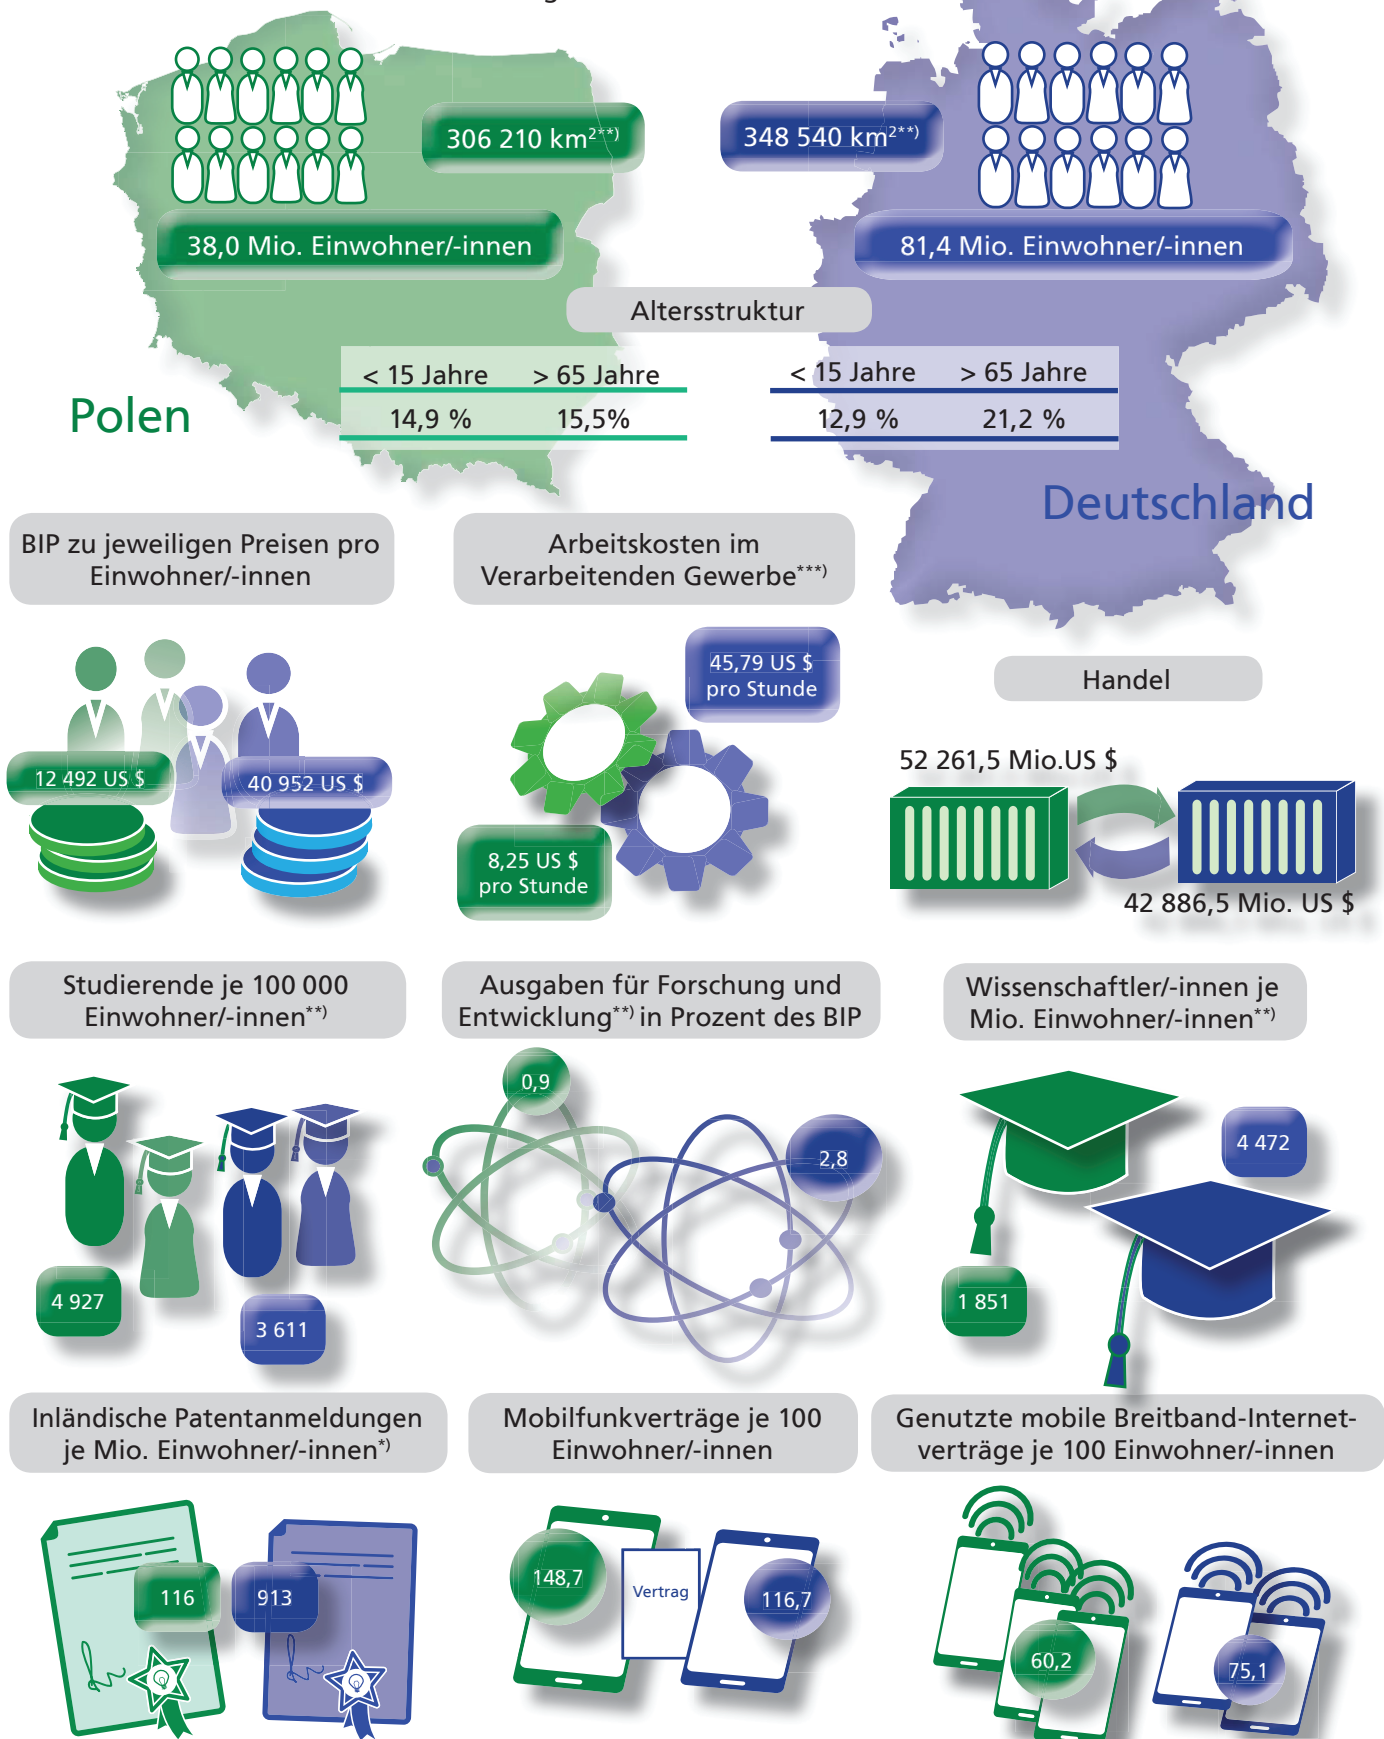 306 210 km²**)
348 540 km²**)
38,0 Mio. Einwohner/-innen
81,4 Mio. Einwohner/-innen
Altersstruktur
< 15 Jahre > 65 Jahre
14,9 % 15,5%
< 15 Jahre > 65 Jahre
12,9 % 21,2 %
Polen
Deutschland
BIP zu jeweiligen Preisen pro
Einwohner/-innen
12 492 US $
40 952 US $
Arbeitskosten im
Verarbeitenden Gewerbe***)
45,79 US $
pro Stunde
8,25 US $
pro Stunde
Handel
52 261,5 Mio.US $
42 886,5 Mio. US $
Studierende je 100 000
Einwohner/-innen**)
4 927
3 611
Ausgaben für Forschung und
Entwicklung**) in Prozent des BIP
0,9
2,8
Wissenschaftler/-innen je
Mio. Einwohner/-innen**)
4 472
1 851
Inländische Patentanmeldungen
je Mio. Einwohner/-innen*)
116
913
Mobilfunkverträge je 100
Einwohner/-innen
148,7
Vertrag
116,7
Genutzte mobile Breitband-Internet-
verträge je 100 Einwohner/-innen
60,2
75,1